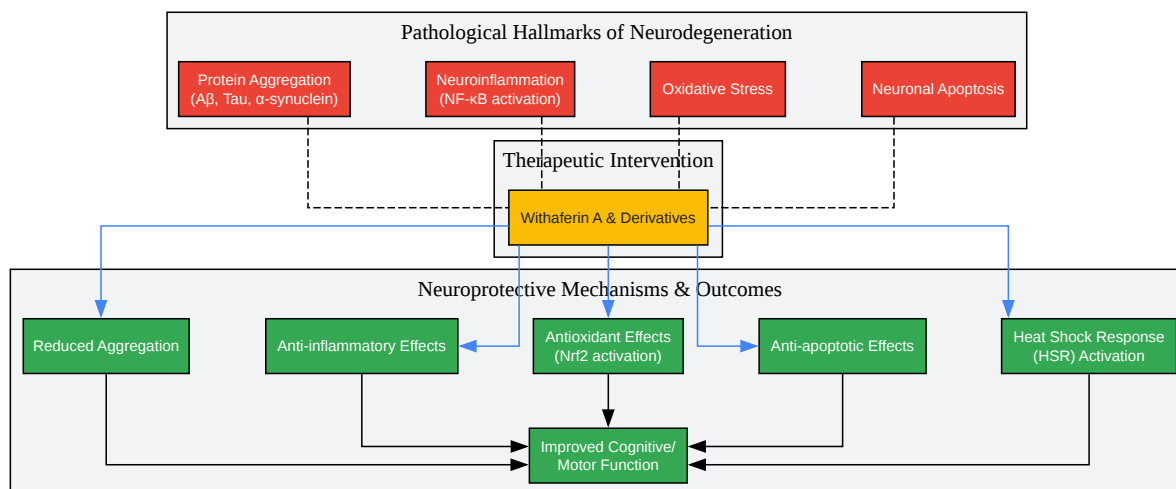 Pathological Hallmarks of Neurodegeneration
Protein Aggregation
(Aβ, Tau, α-synuclein)
Neuroinflammation
(NF-κB activation)
Oxidative Stress
Neuronal Apoptosis
Therapeutic Intervention
Withaferin A & Derivatives
Neuroprotective Mechanisms & Outcomes
Reduced Aggregation
Anti-inflammatory Effects
Antioxidant Effects
(Nrf2 activation)
Anti-apoptotic Effects
Heat Shock Response
(HSR) Activation
Improved Cognitive/
Motor Function